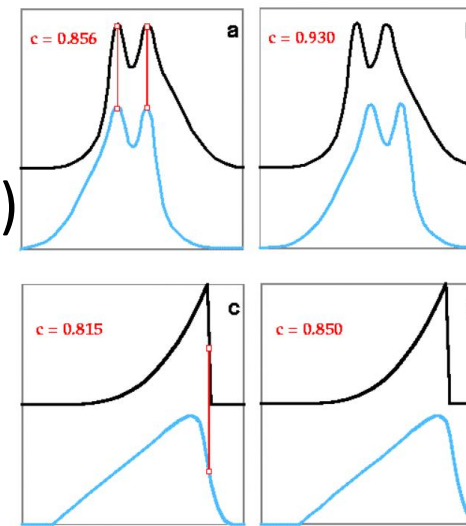 c = 0.856 a
c = 0.930
)
c = 0.815 c
c = 0.850